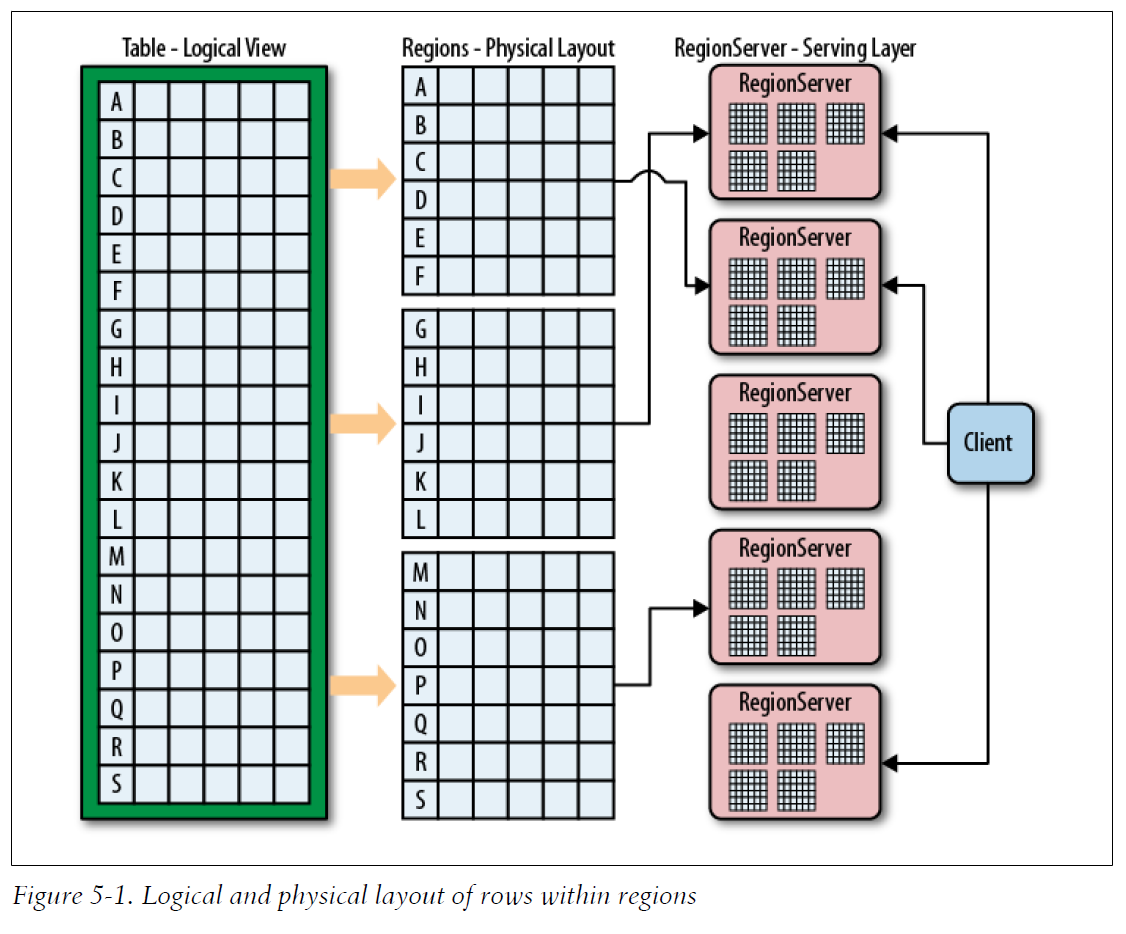 Table - Logical View
Regions - Physical Layout
RegionServer - Serving Layer
A
B
C
D
E
F
G
H
I
J
K
L
M
N
O
P
Q
R
S
A
B
C
D
E
F
G
H
I
J
K
L
M
N
O
P
Q
R
S
RegionServer
RegionServer
RegionServer
RegionServer
RegionServer
Client
Figure 5-1. Logical and physical layout of rows within regions